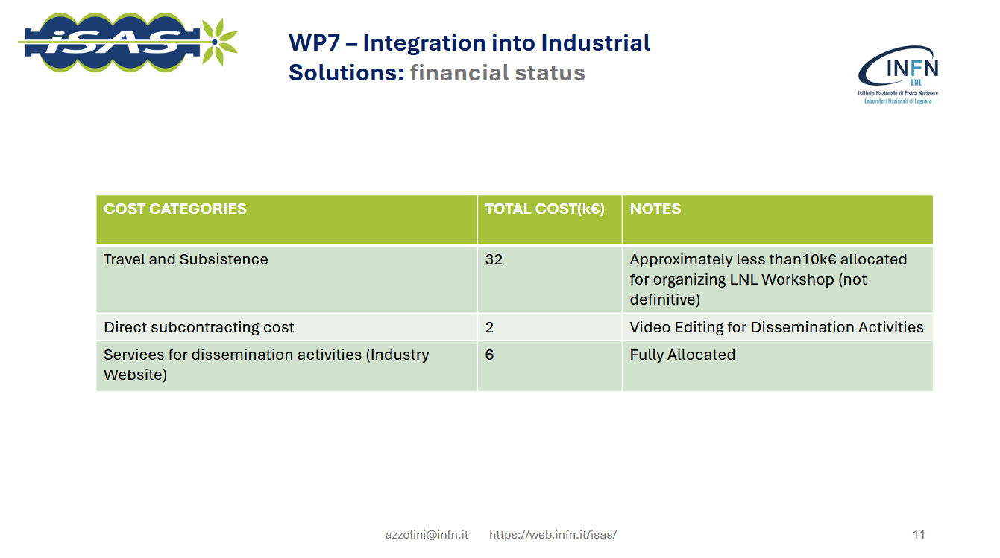 iSAS
WP7 – Integration into Industrial
Solutions: financial status
INFN
LNL
Istituto Nazionale di Fisica Nucleare
Laboratori Nazionali di Legnaro
COST CATEGORIES
TOTAL COST(k€)
NOTES
Travel and Subsistence
32
Approximately less than10k€ allocated
for organizing LNL Workshop (not
definitive)
Direct subcontracting cost
2
Video Editing for Dissemination Activities
Services for dissemination activities (Industry
Website)
6
Fully Allocated
azzolini@infn.it https://web.infn.it/isas/
11